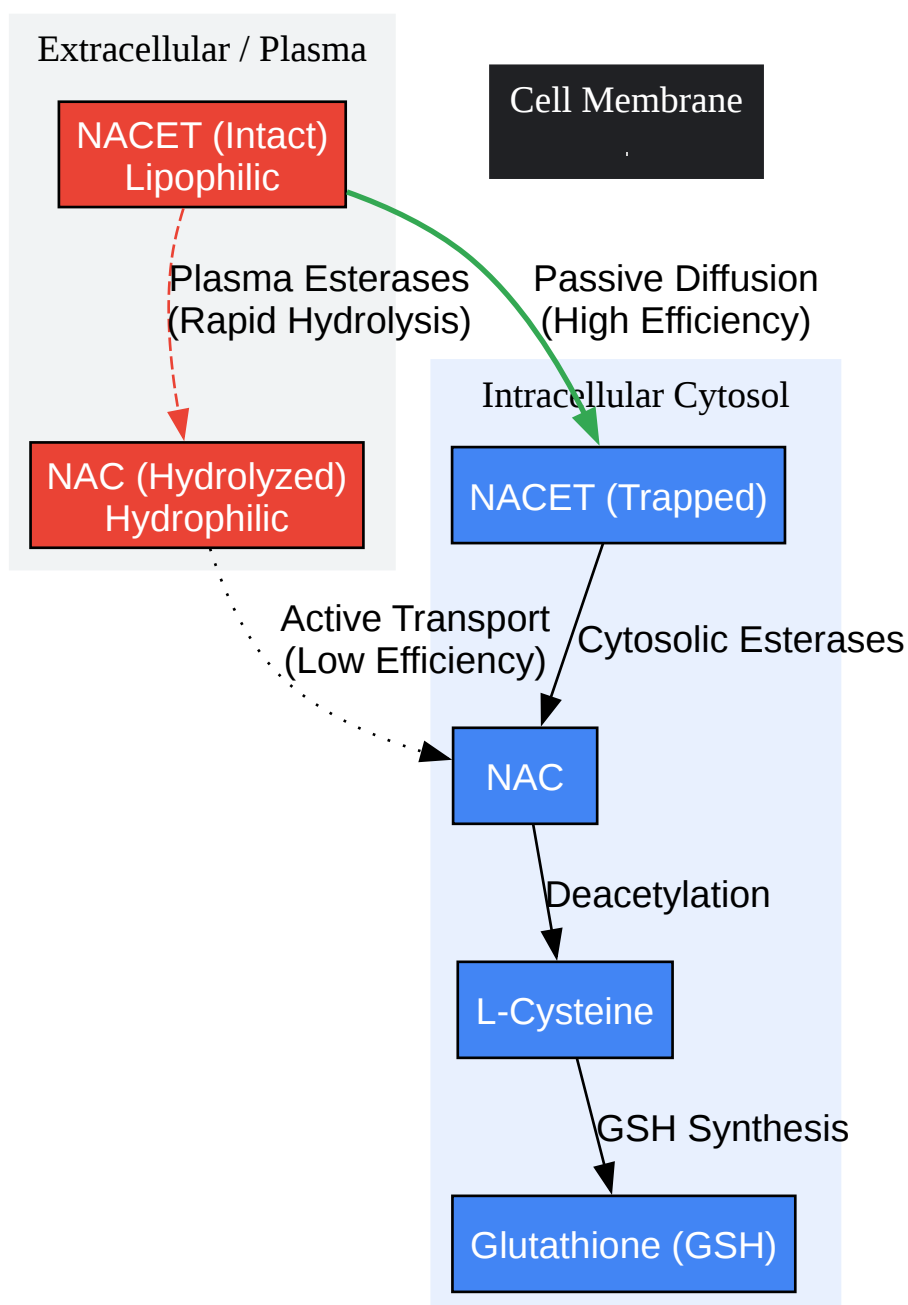 Extracellular / Plasma
Cell Membrane
NACET (Intact)
Lipophilic
Plasma Esterases
(Rapid Hydrolysis)
Passive Diffusion
(High Efficiency)
Intracellular Cytosol
NAC (Hydrolyzed)
Hydrophilic
NACET (Trapped)
Active Transport
(Low Efficiency)
Cytosolic Esterases
NAC
Deacetylation
L-Cysteine
GSH Synthesis
Glutathione (GSH)